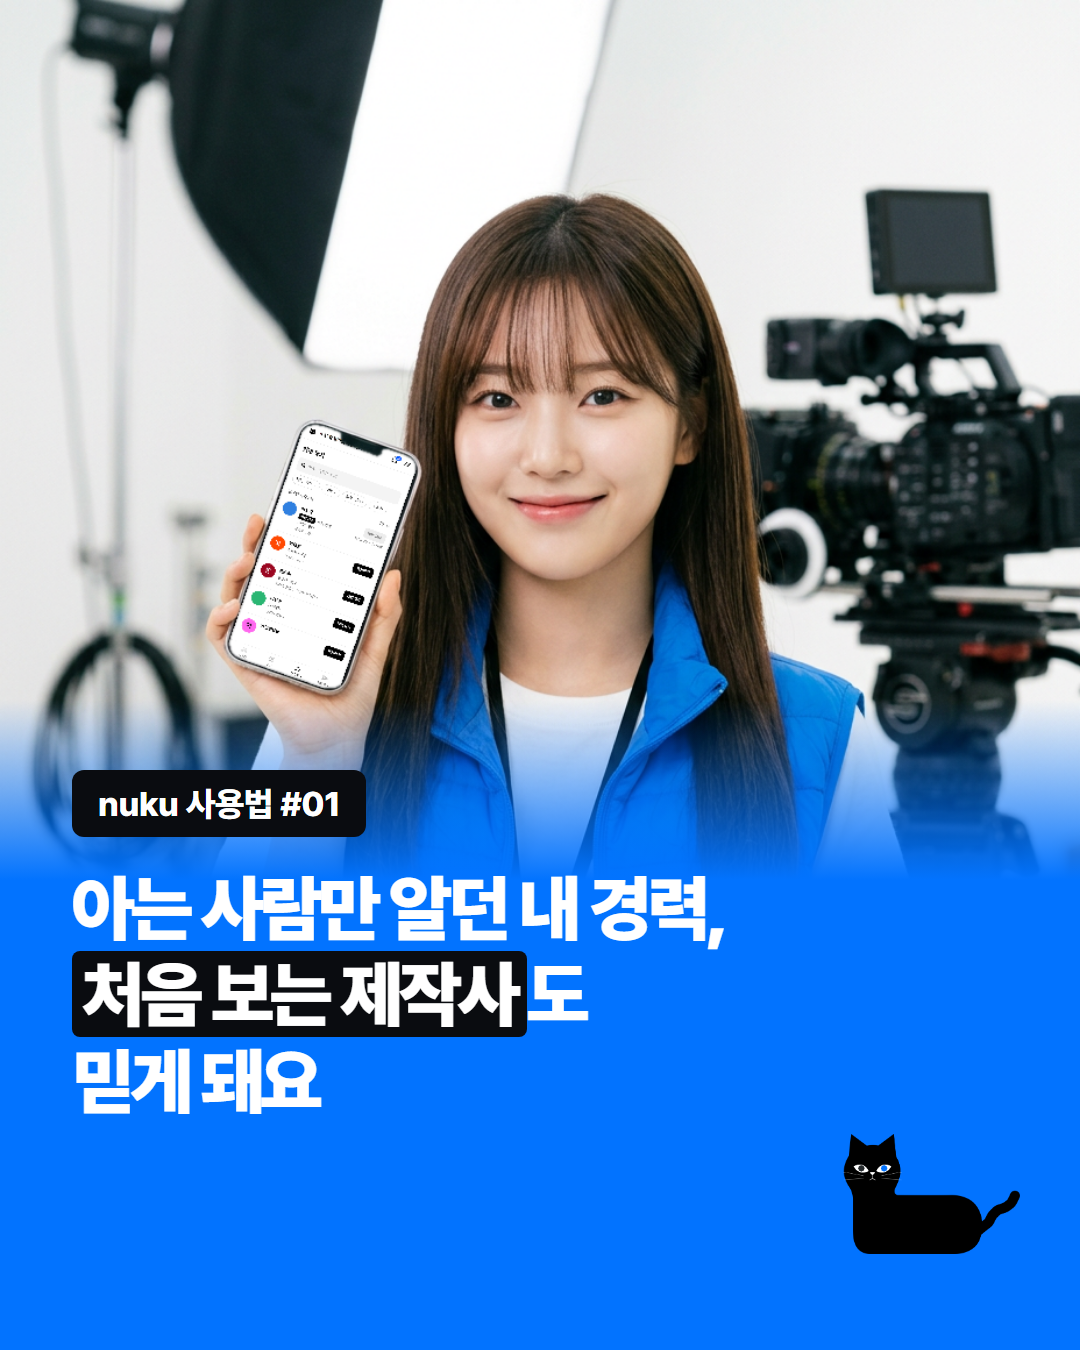 nuku 사용법 #01
아는 사람만 알던 내 경력,
처음 보는 제작사도
믿게 돼요